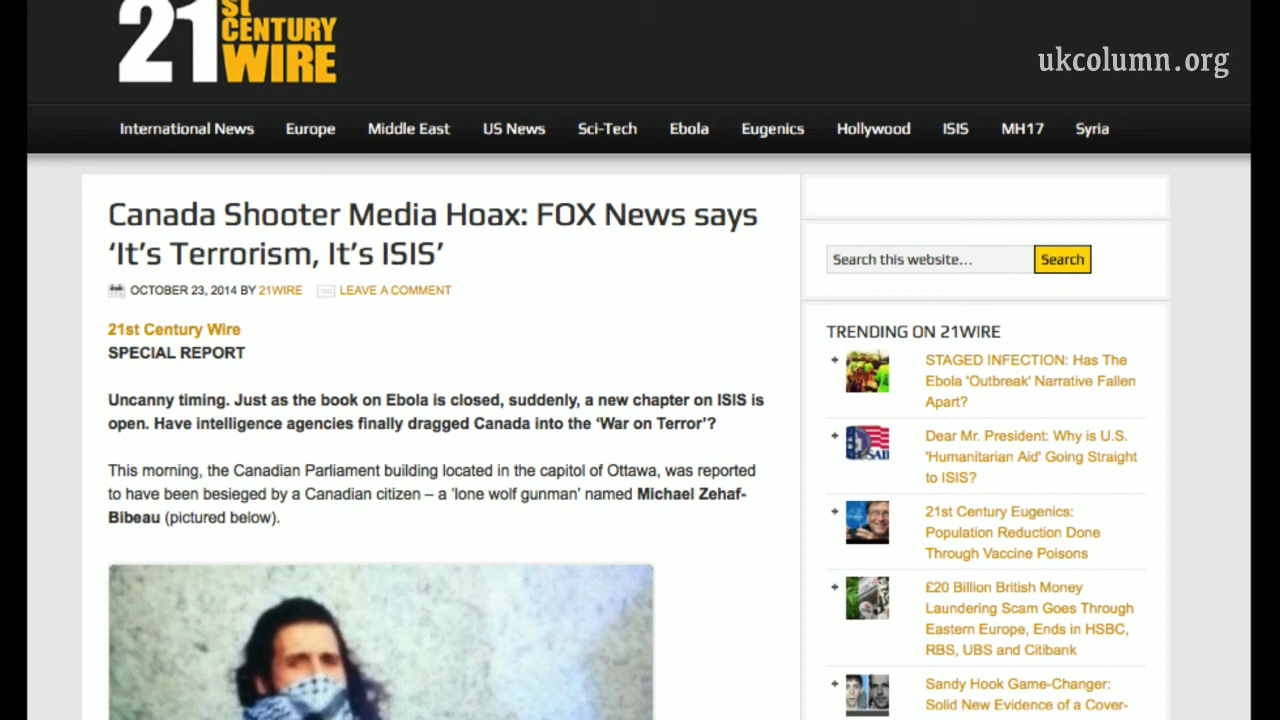 21st
CENTURY
WIRE
ukcolumn.org
International News Europe Middle East US News Sci-Tech Ebola Eugenics Hollywood ISIS MH17 Syria
Canada Shooter Media Hoax: FOX News says
‘It’s Terrorism, It’s ISIS’
OCTOBER 23, 2014 BY 21WIRE LEAVE A COMMENT
21st Century Wire
SPECIAL REPORT
Uncanny timing. Just as the book on Ebola is closed, suddenly, a new chapter on ISIS is
open. Have intelligence agencies finally dragged Canada into the ‘War on Terror’?
This morning, the Canadian Parliament building located in the capitol of Ottawa, was reported
to have been besieged by a Canadian citizen – a ‘lone wolf gunman’ named Michael Zehaf-
Bibeau (pictured below).
Search this website... Search
TRENDING ON 21WIRE
STAGED INFECTION: Has The
Ebola 'Outbreak' Narrative Fallen
Apart?
Dear Mr. President: Why is U.S.
'Humanitarian Aid' Going Straight
to ISIS?
21st Century Eugenics:
Population Reduction Done
Through Vaccine Poisons
£20 Billion British Money
Laundering Scam Goes Through
Eastern Europe, Ends in HSBC,
RBS, UBS and Citibank
Sandy Hook Game-Changer:
Solid New Evidence of a Cover-